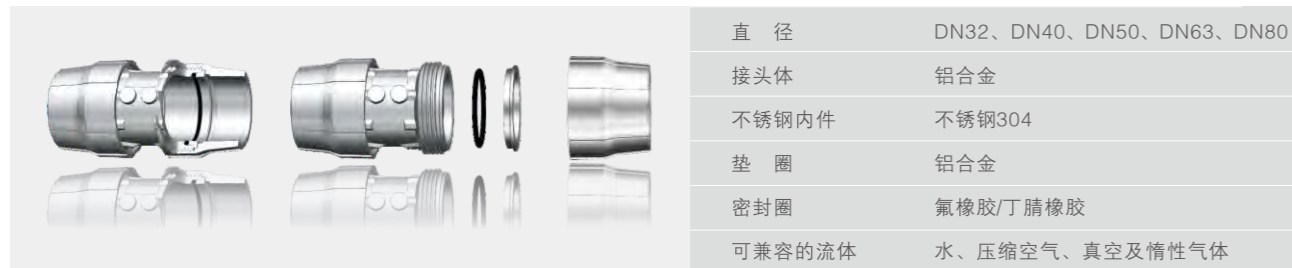 直 径 DN32、DN40、DN50、DN63、DN80
接头体 铝合金
不锈钢内件 不锈钢304
垫 圈 铝合金
密封圈 氟橡胶/丁腈橡胶
可兼容的流体 水、压缩空气、真空及惰性气体